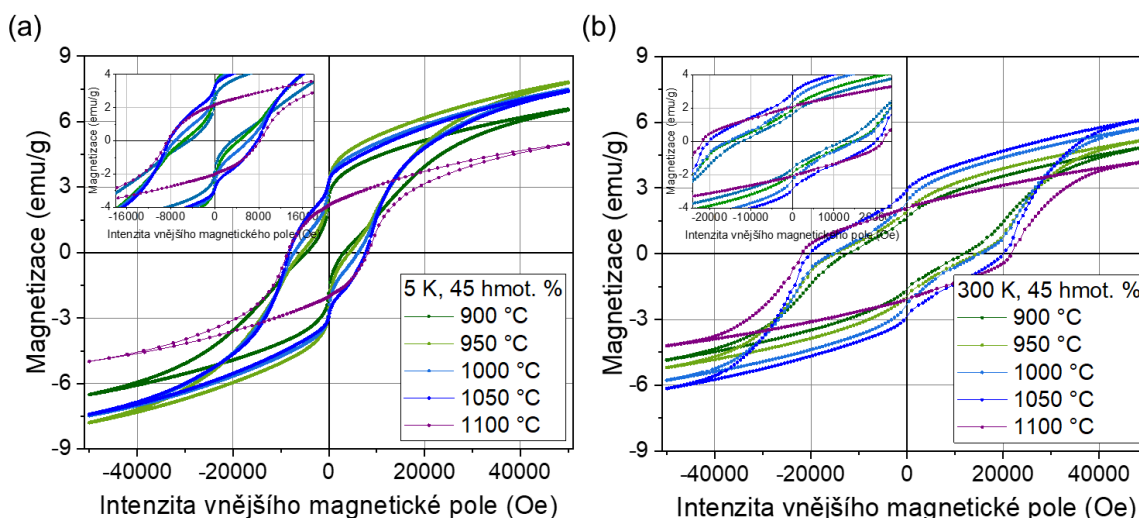 (a)
(b)
9
6
3
0
-3
-6
-9
Magnetizace (emu/g)
4
2
0
-2
-4
Magnetizace (emu/g)
-16000 -8000 0 8000
Intenzita vnějšího magnetického pole (Oe)
5 K, 45 hmot. %
900 °C
950 °C
1000 °C
1050 °C
1100 °C
-40000 -20000 0 20000 40000
Intenzita vnějšího magnetické pole (Oe)
9
6
3
0
-3
-6
-9
Magnetizace (emu/g)
4
2
0
-2
-4
Magnetizace (emu/g)
-20000 -10000 0 10000
Intenzita vnějšího magnetického pole (Oe)
300 K, 45 hmot. %
900 °C
950 °C
1000 °C
1050 °C
1100 °C
-40000 -20000 0 20000 40000
Intenzita vnějšího magnetické pole (Oe)